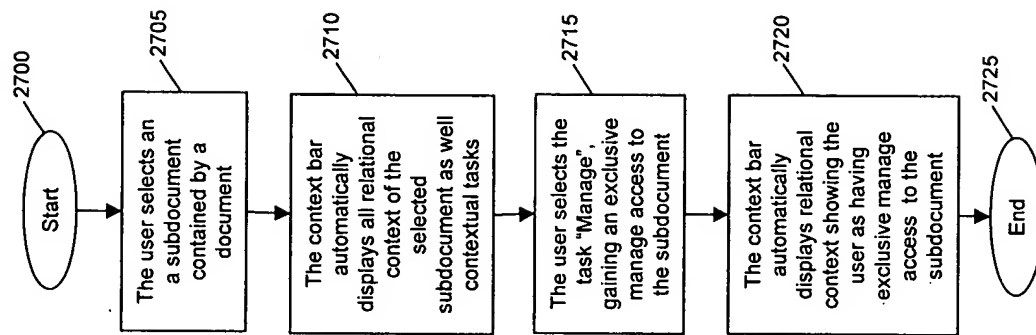 2700
Start
2705
The user selects an
a subdocument
contained by a
document
2710
The context bar
automatically
displays all relational
context of the
selected
subdocument as well
contextual tasks
2715
The user selects the
task "Manage",
gaining an exclusive
manage access to
the subdocument
2720
The context bar
automatically
displays relational
context showing the
user as having
exclusive manage
access to the
subdocument
2725
End